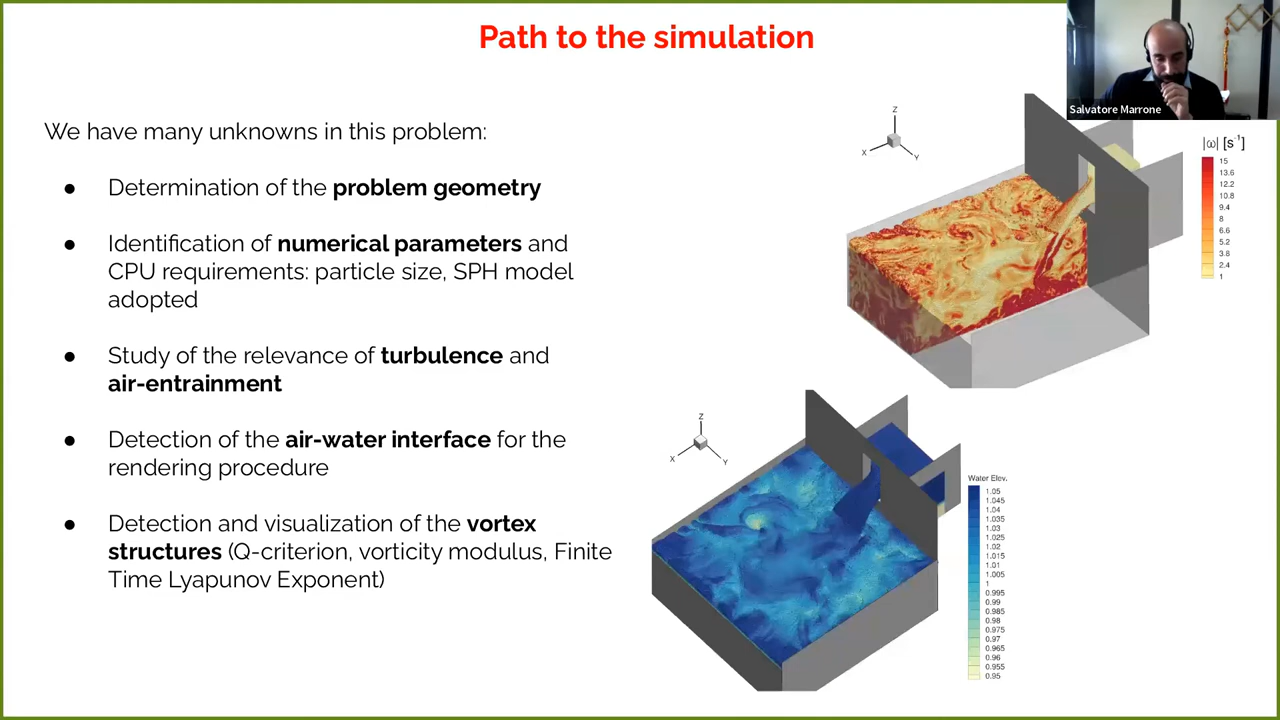 Path to the simulation
Salvatore Marrone
We have many unknowns in this problem:
● Determination of the problem geometry
● Identification of numerical parameters and
CPU requirements: particle size, SPH model
adopted
● Study of the relevance of turbulence and
air-entrainment
● Detection of the air-water interface for the
rendering procedure
● Detection and visualization of the vortex
structures (Q-criterion, vorticity modulus, Finite
Time Lyapunov Exponent)
Z
X
Y
|ω| [s⁻¹]
15
13.6
12.2
10.8
9.4
8
6.6
5.2
3.8
2.4
1
Z
X
Y
Water Elev.
1.05
1.045
1.04
1.035
1.03
1.025
1.02
1.015
1.01
1.005
1
0.995
0.99
0.985
0.98
0.975
0.97
0.965
0.96
0.955
0.95